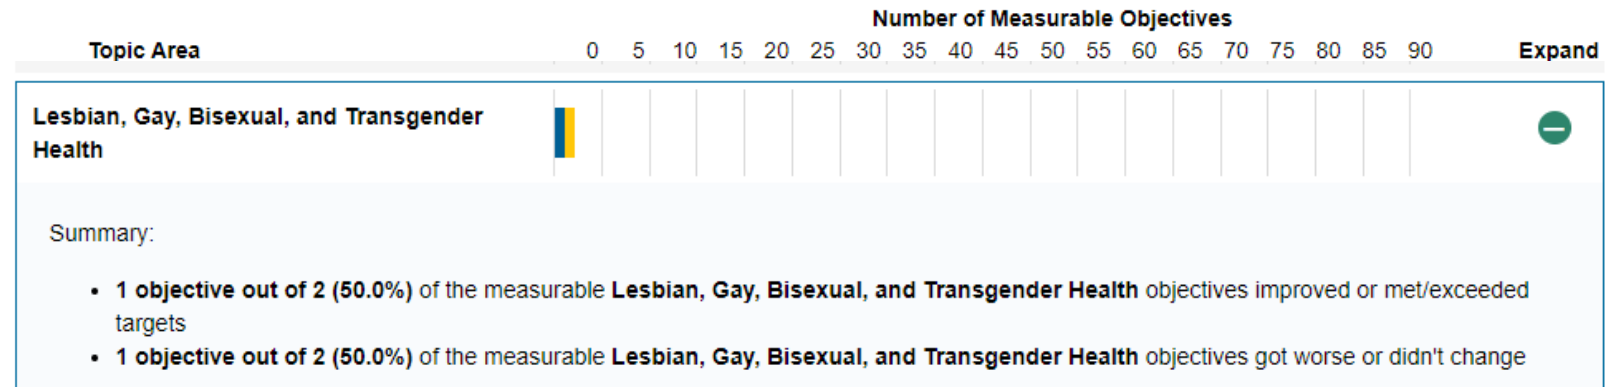 Number of Measurable Objectives
Topic Area 0 5 10 15 20 25 30 35 40 45 50 55 60 65 70 75 80 85 90 Expand
Lesbian, Gay, Bisexual, and Transgender
Health
Summary:
• 1 objective out of 2 (50.0%) of the measurable Lesbian, Gay, Bisexual, and Transgender Health objectives improved or met/exceeded
targets
• 1 objective out of 2 (50.0%) of the measurable Lesbian, Gay, Bisexual, and Transgender Health objectives got worse or didn't change